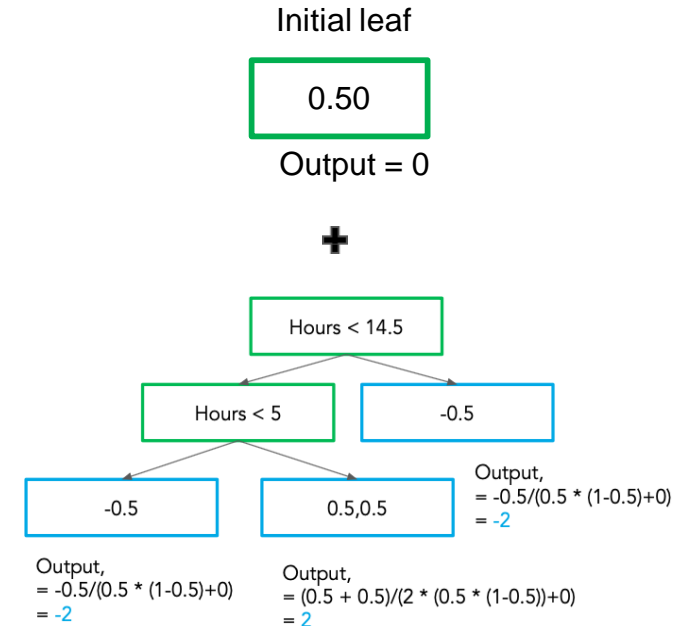 Initial leaf
0.50
Output = 0
Hours < 14.5
Hours < 5
-0.5
-0.5
0.5,0.5
Output,
= -0.5/(0.5 * (1-0.5)+0)
= -2
Output,
= -0.5/(0.5 * (1-0.5)+0)
= -2
Output,
= (0.5 + 0.5)/(2 * (0.5 * (1-0.5))+0)
= 2